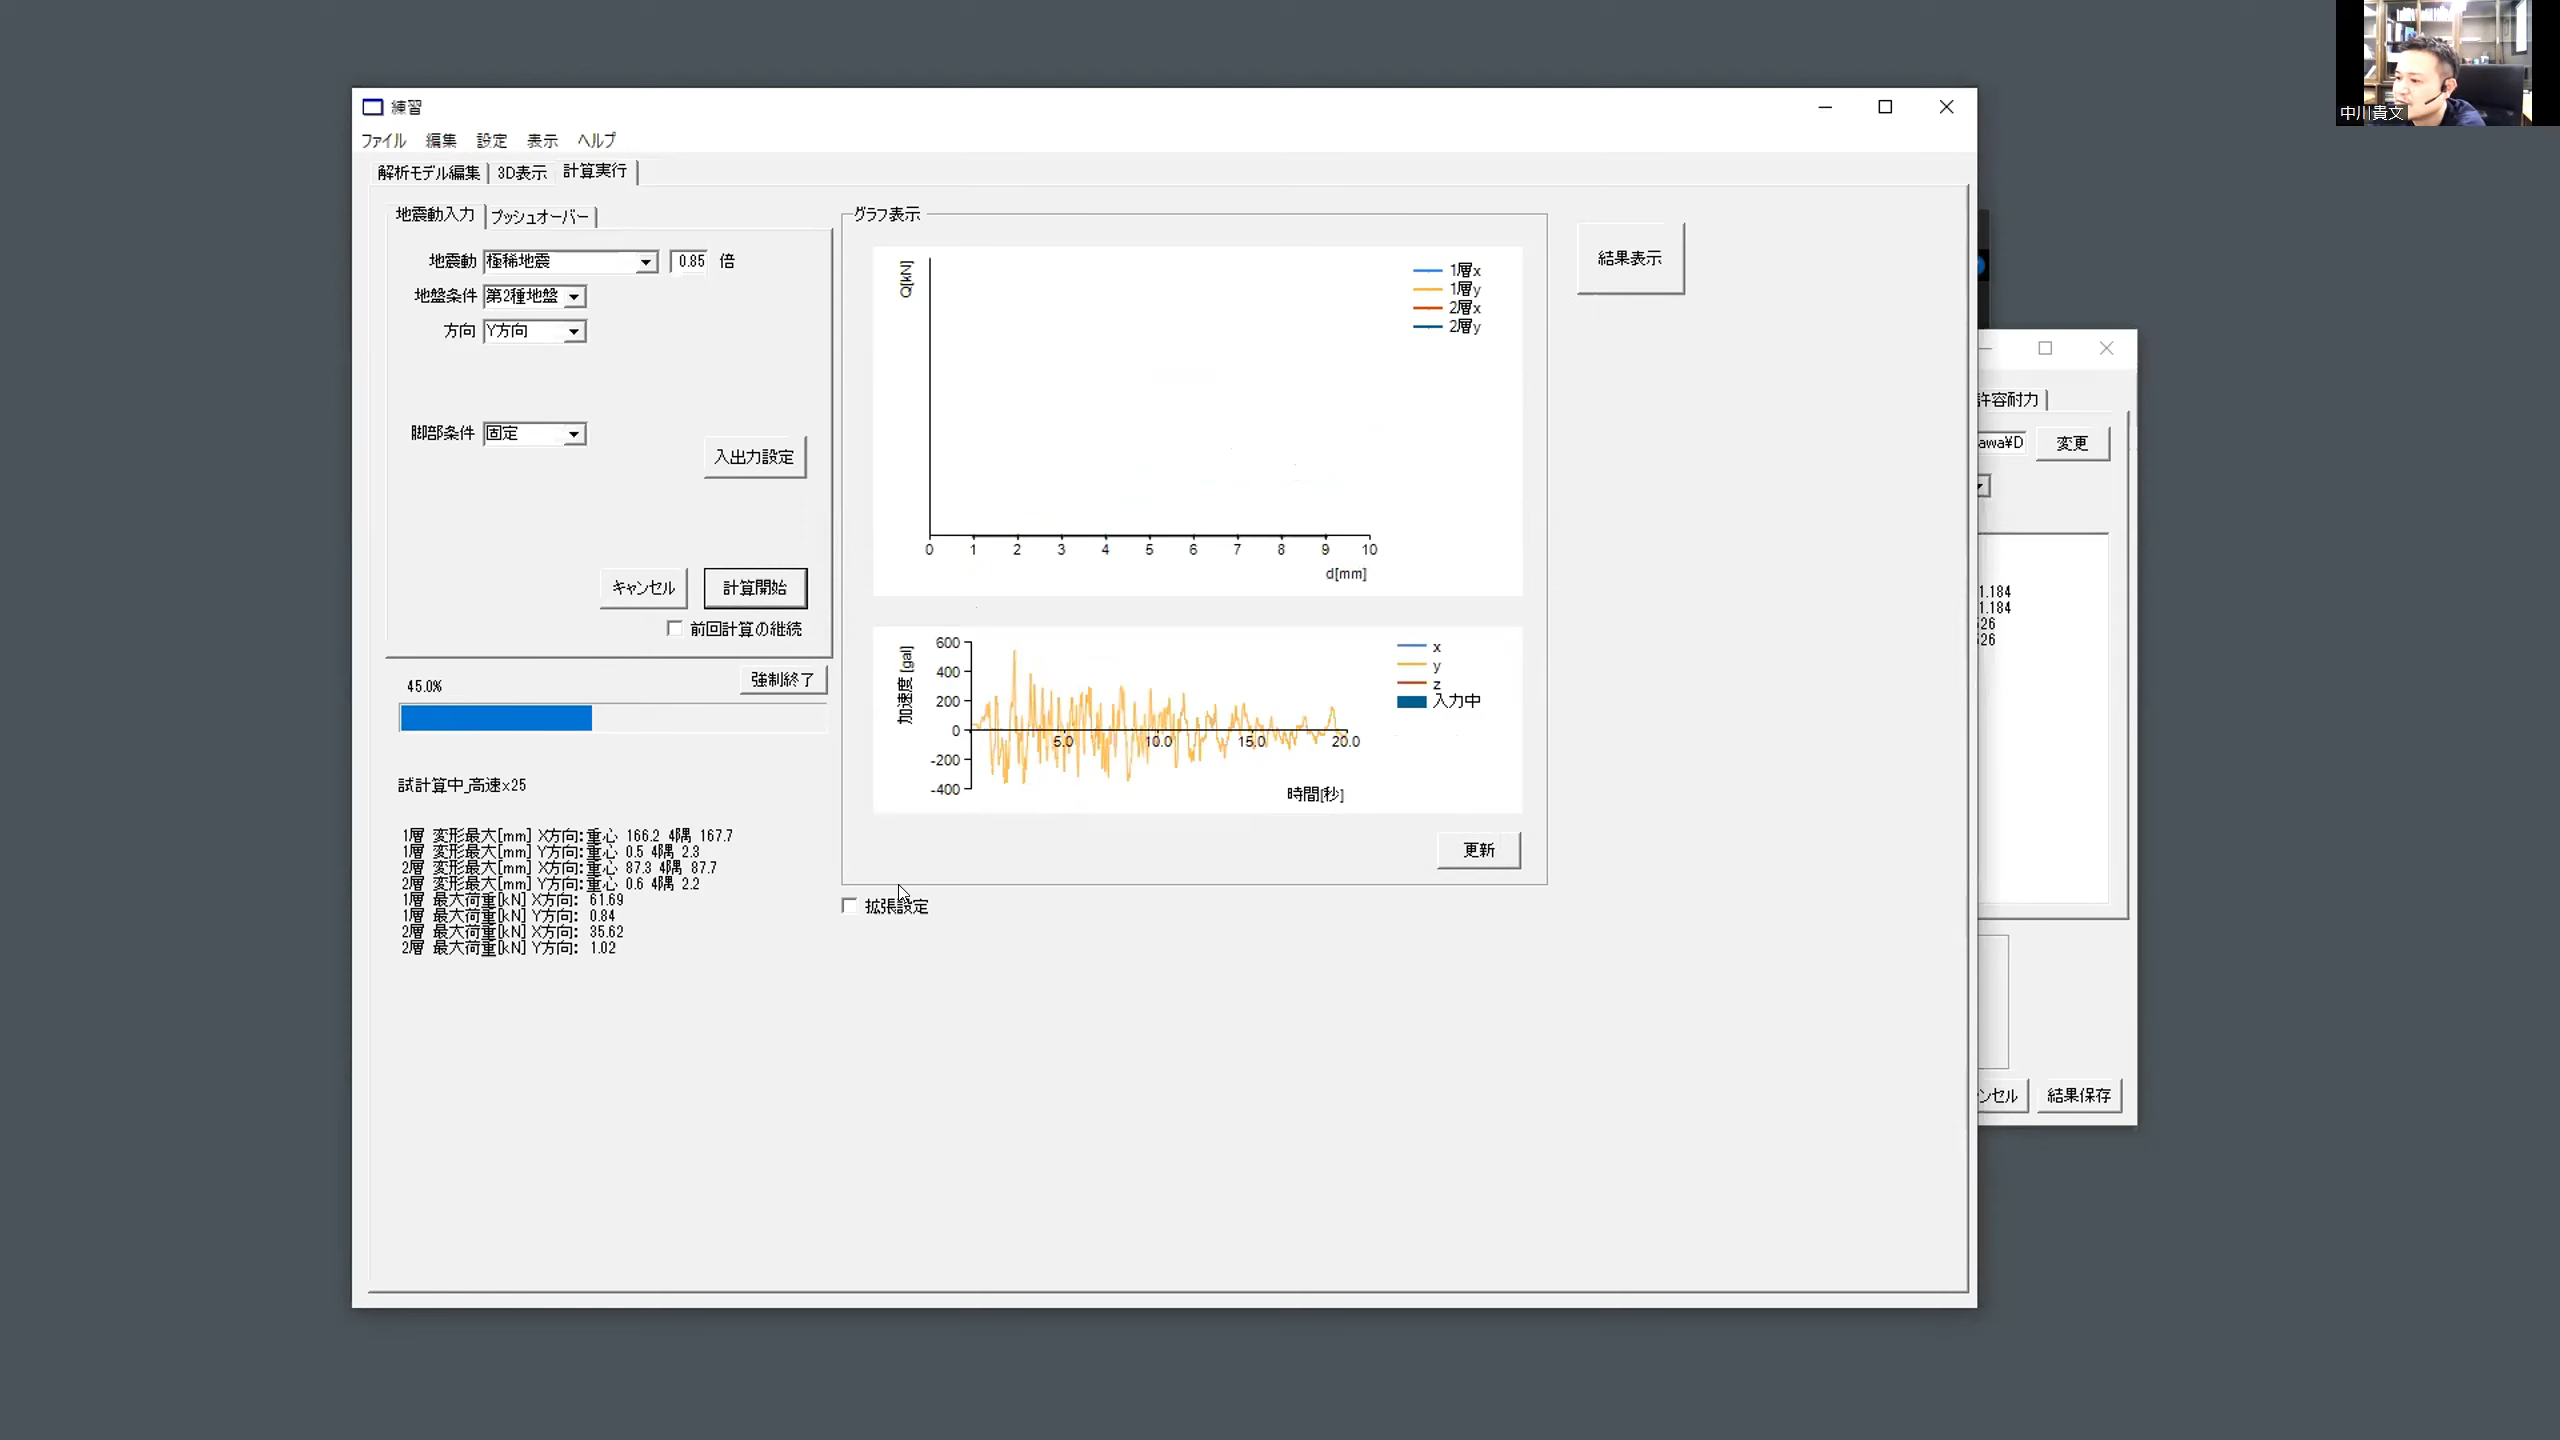 練習
ファイル 編集 設定 表示 ヘルプ
解析モデル編集 3D表示 計算実行
地震動入力 プッシュオーバー
地震動 極稀地震 0.85 倍
地盤条件 第2種地盤
方向 Y方向
脚部条件 固定
入出力設定
キャンセル 計算開始
前回計算の継続
45.0% 強制終了
試計算中_高速x25
1層 変形最大[mm] X方向:重心 166.2 4隅 167.7
1層 変形最大[mm] Y方向:重心 0.5 4隅 2.3
2層 変形最大[mm] X方向:重心 87.3 4隅 87.7
2層 変形最大[mm] Y方向:重心 0.6 4隅 2.2
1層 最大荷重[kN] X方向: 61.69
1層 最大荷重[kN] Y方向: 0.84
2層 最大荷重[kN] X方向: 35.62
2層 最大荷重[kN] Y方向: 1.02
グラフ表示
Q[kN]
1層x
1層y
2層x
2層y
0 1 2 3 4 5 6 7 8 9 10
d[mm]
加速度 [gal]
600
400
200
0
-200
-400
5.0 10.0 15.0 20.0
時間[秒]
x
y
z
入力中
更新
拡張設定
結果表示
中川貴文
許容耐力
awa¥D 変更
1.184
1.184
26
26
ンセル 結果保存